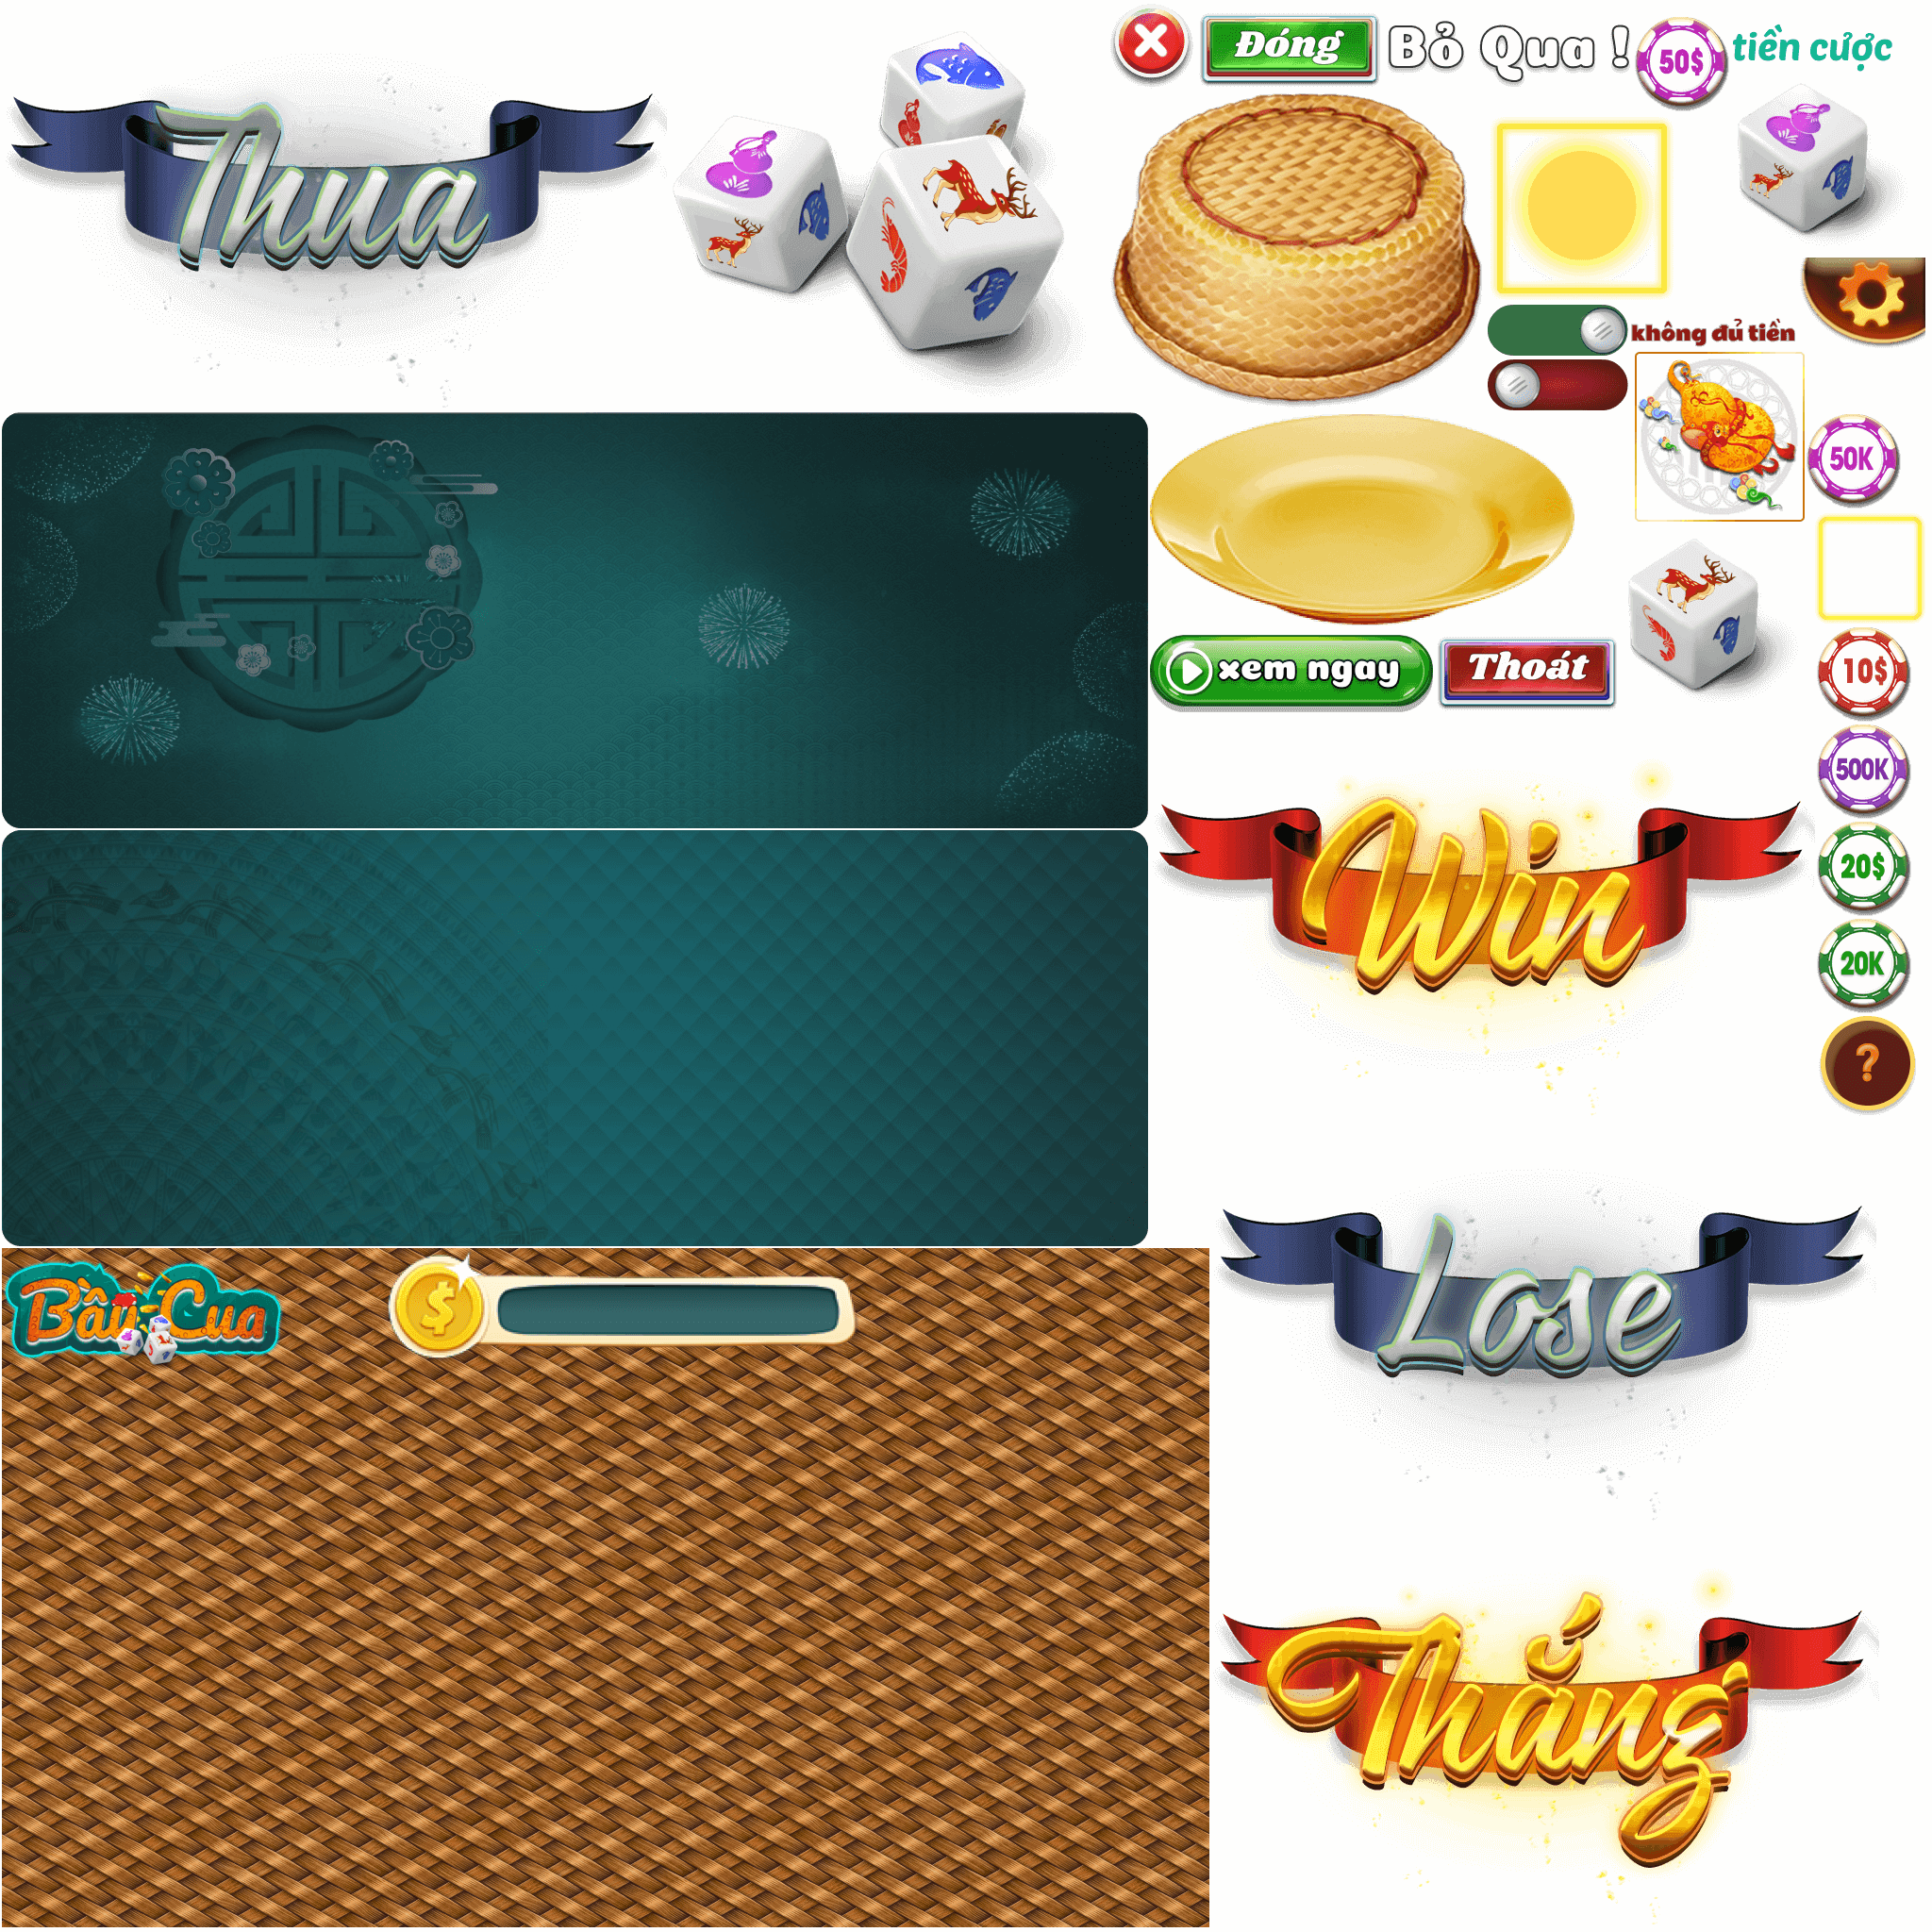 Đóng
Bỏ Qua !
50$
tiền cược
Thua
không đủ tiền
50K
xem ngay
Thoát
10$
500K
Win
20$
20K
?
Lose
Bầu Cua
$
Thắng